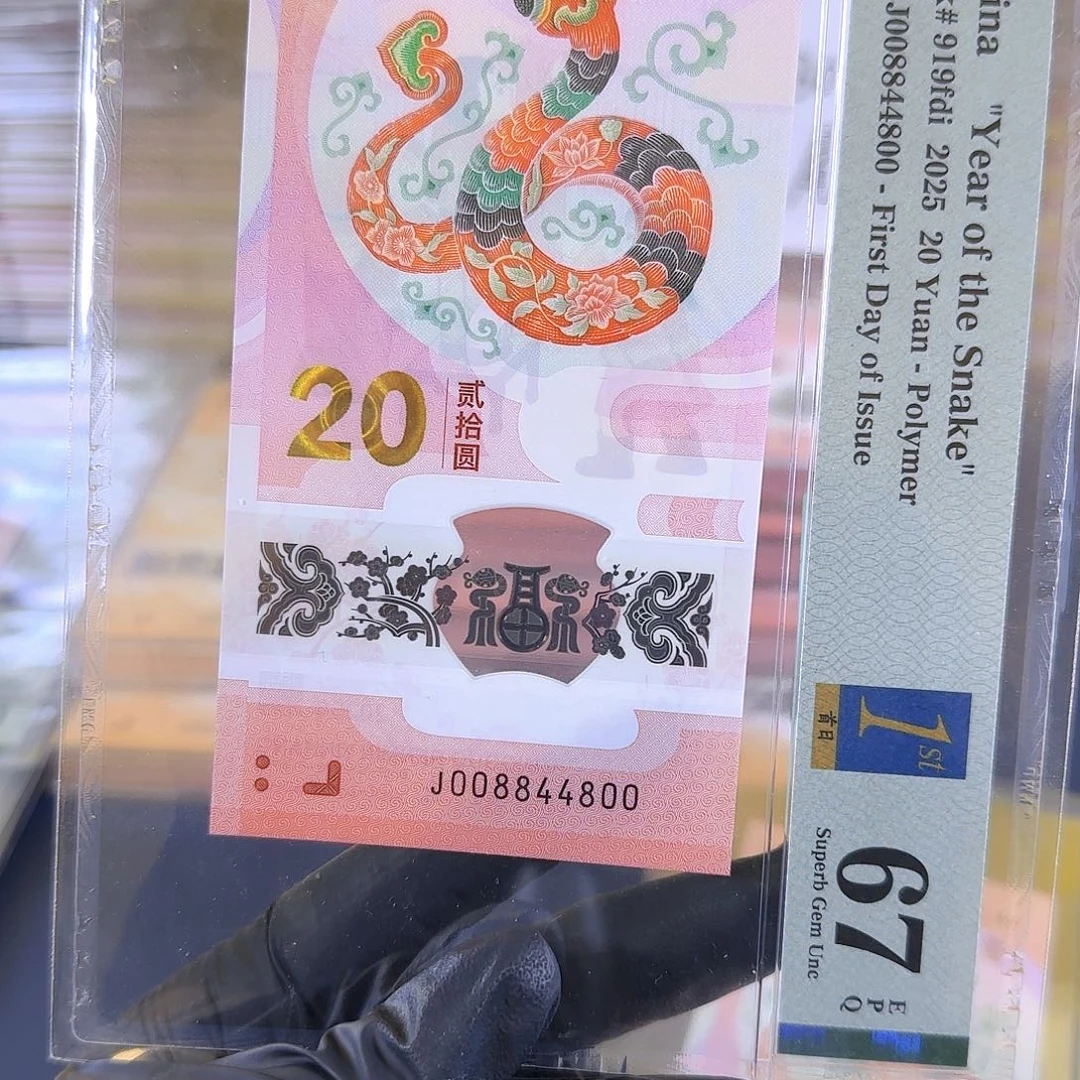 20
贰拾圆
J008844800
ina "Year of the Snake"
k# 919fdi 2025 20 Yuan - Polymer
J008844800 - First Day of Issue
1st
首日
67
EPQ
Superb Gem Unc